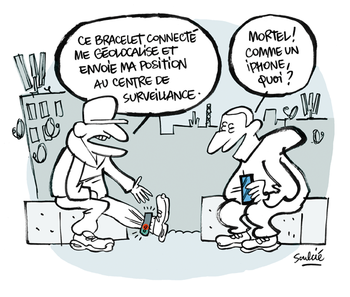 CE BRACELET CONNECTÉ
ME GÉOLOCALISE ET
ENVOIE MA POSITION
AU CENTRE DE
SURVEILLANCE.
MORTEL!
COMME UN
iPHONE,
QUOI?
Soulcié